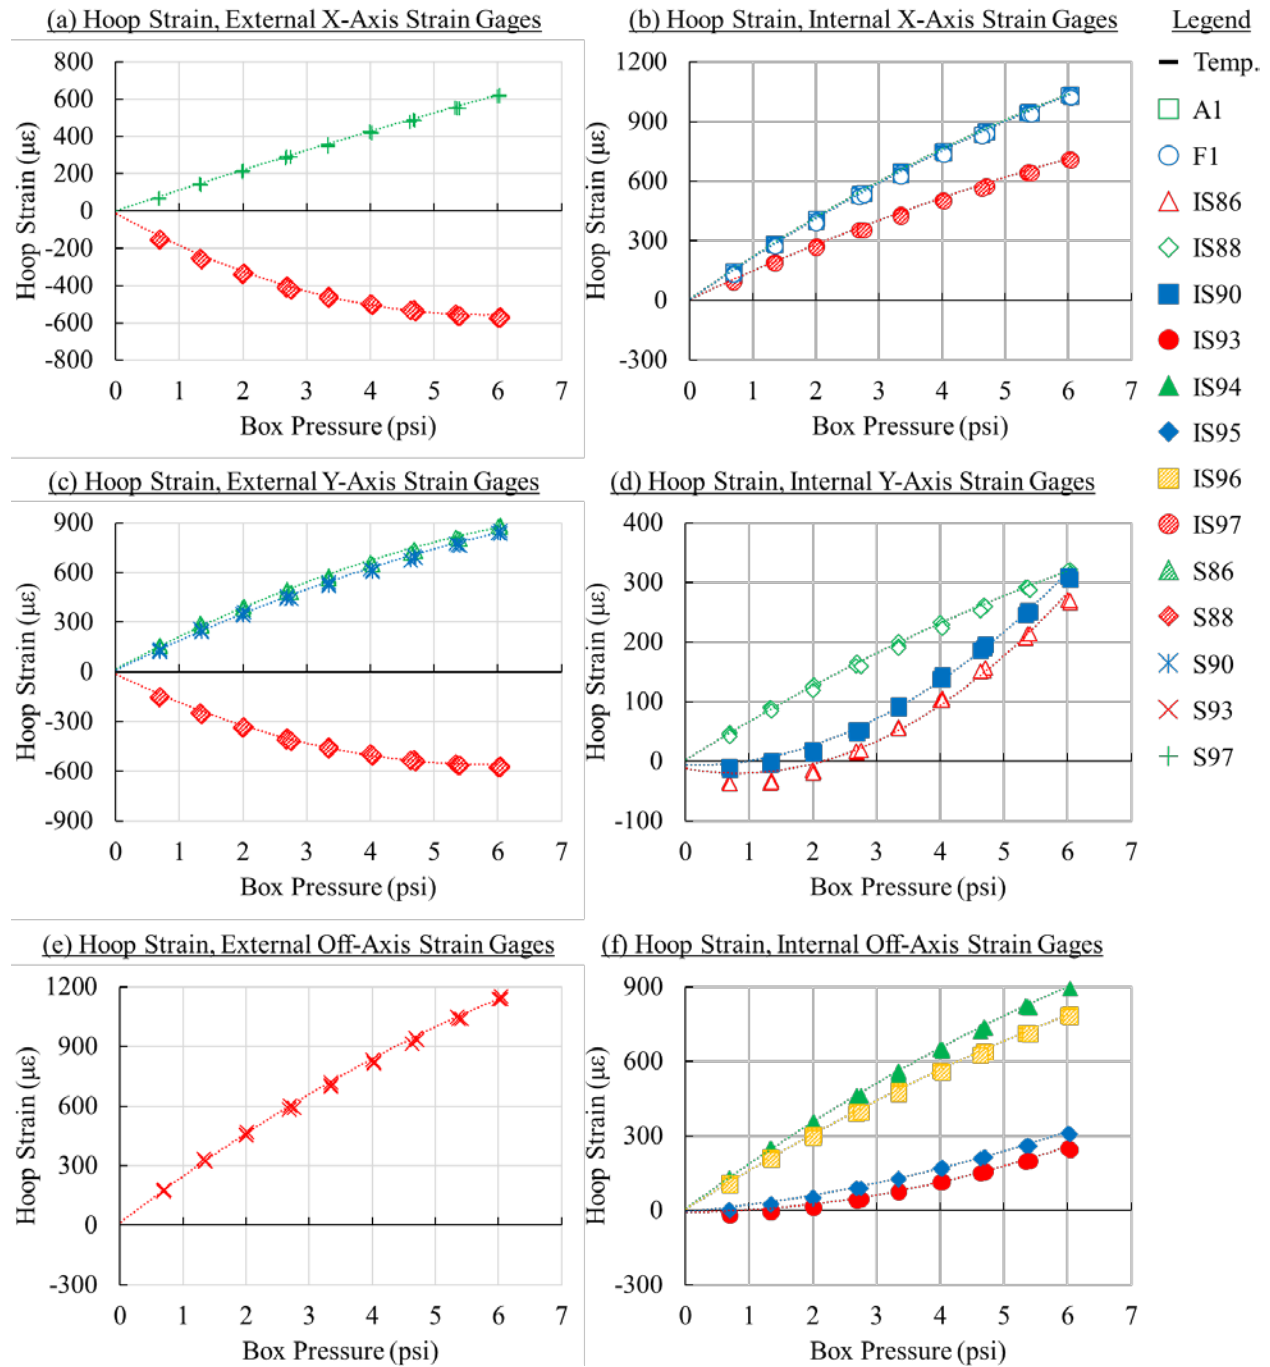 (a) Hoop Strain, External X-Axis Strain Gages
800
600
400
200
0
-200
-400
-600
-800
0 1 2 3 4 5 6 7
Hoop Strain (με)
Box Pressure (psi)
(b) Hoop Strain, Internal X-Axis Strain Gages
1200
900
600
300
0
-300
0 1 2 3 4 5 6 7
Hoop Strain (με)
Box Pressure (psi)
Legend
Temp.
A1
F1
IS86
IS88
IS90
IS93
IS94
IS95
IS96
IS97
S86
S88
S90
S93
S97
(c) Hoop Strain, External Y-Axis Strain Gages
900
600
300
0
-300
-600
-900
0 1 2 3 4 5 6 7
Hoop Strain (με)
Box Pressure (psi)
(d) Hoop Strain, Internal Y-Axis Strain Gages
400
300
200
100
0
-100
0 1 2 3 4 5 6 7
Hoop Strain (με)
Box Pressure (psi)
(e) Hoop Strain, External Off-Axis Strain Gages
1200
900
600
300
0
-300
0 1 2 3 4 5 6 7
Hoop Strain (με)
Box Pressure (psi)
(f) Hoop Strain, Internal Off-Axis Strain Gages
900
600
300
0
-300
0 1 2 3 4 5 6 7
Hoop Strain (με)
Box Pressure (psi)